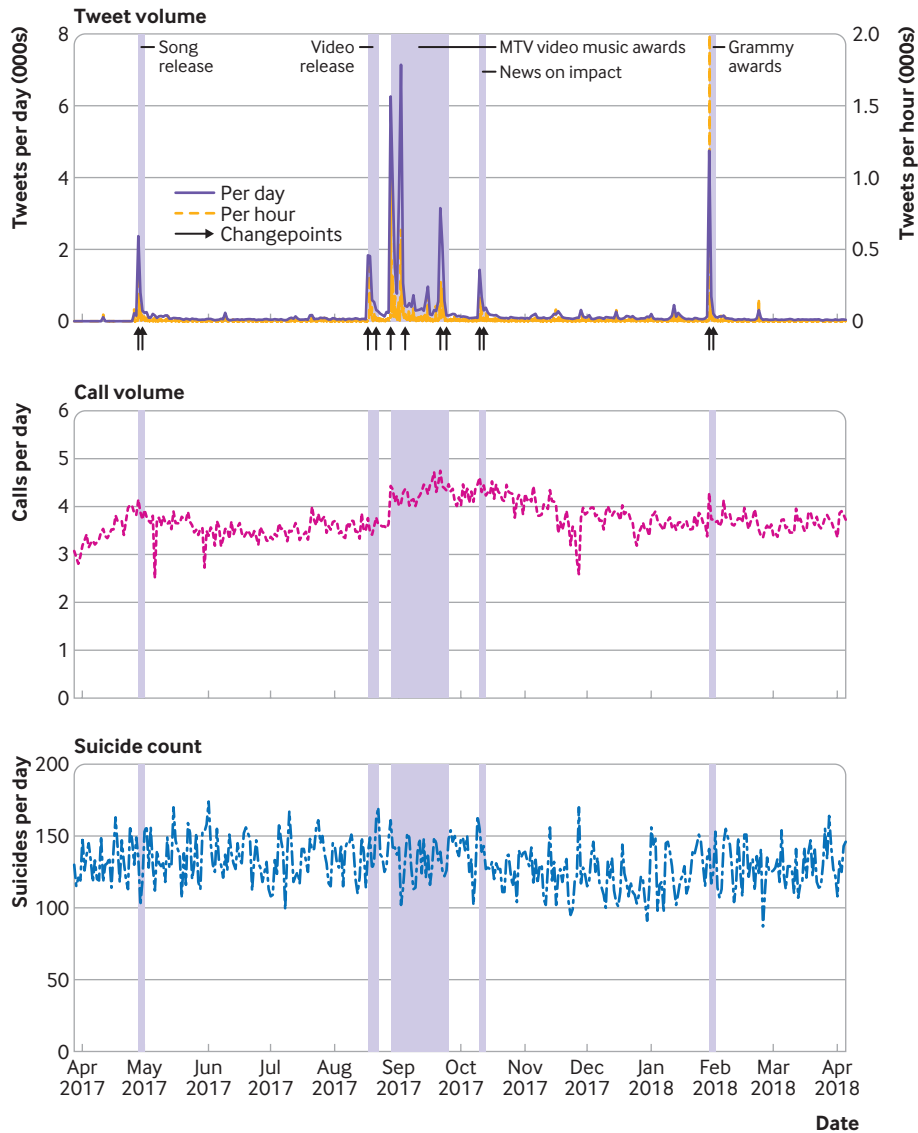 Tweet volume
Tweets per day (000s)
Tweets per hour (000s)
8
6
4
2
0
2.0
1.5
1.0
0.5
0
Song
release
Video
release
MTV video music awards
News on impact
Grammy
awards
Per day
Per hour
Changepoints
Call volume
Calls per day
6
5
4
3
2
1
0
Suicide count
Suicides per day
200
150
100
50
0
Apr May Jun Jul Aug Sep Oct Nov Dec Jan Feb Mar Apr
2017 2017 2017 2017 2017 2017 2017 2017 2017 2018 2018 2018 2018
Date